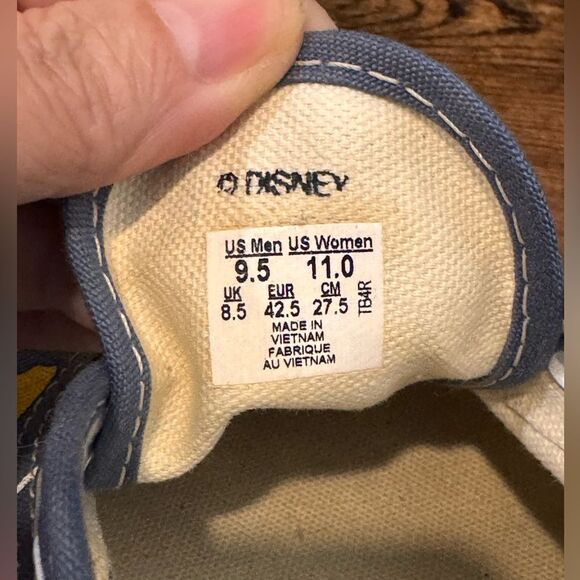 © DISNEY
US Men US Women
9.5 11.0
UK EUR CM
8.5 42.5 27.5
MADE IN
VIETNAM
FABRIQUE
AU VIETNAM
TB4R